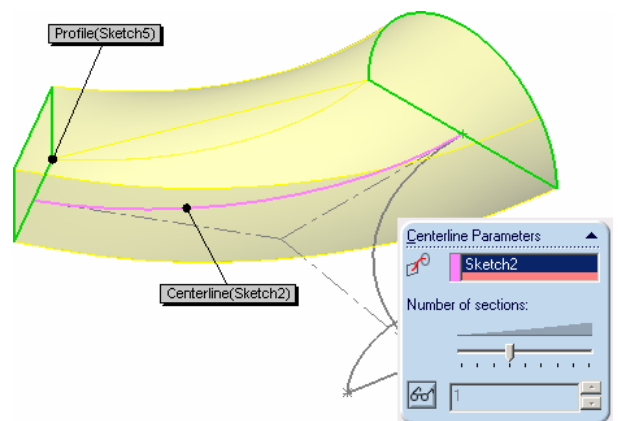 Profile(Sketch5)
Centerline(Sketch2)
Centerline Parameters
Sketch2
Number of sections:
1